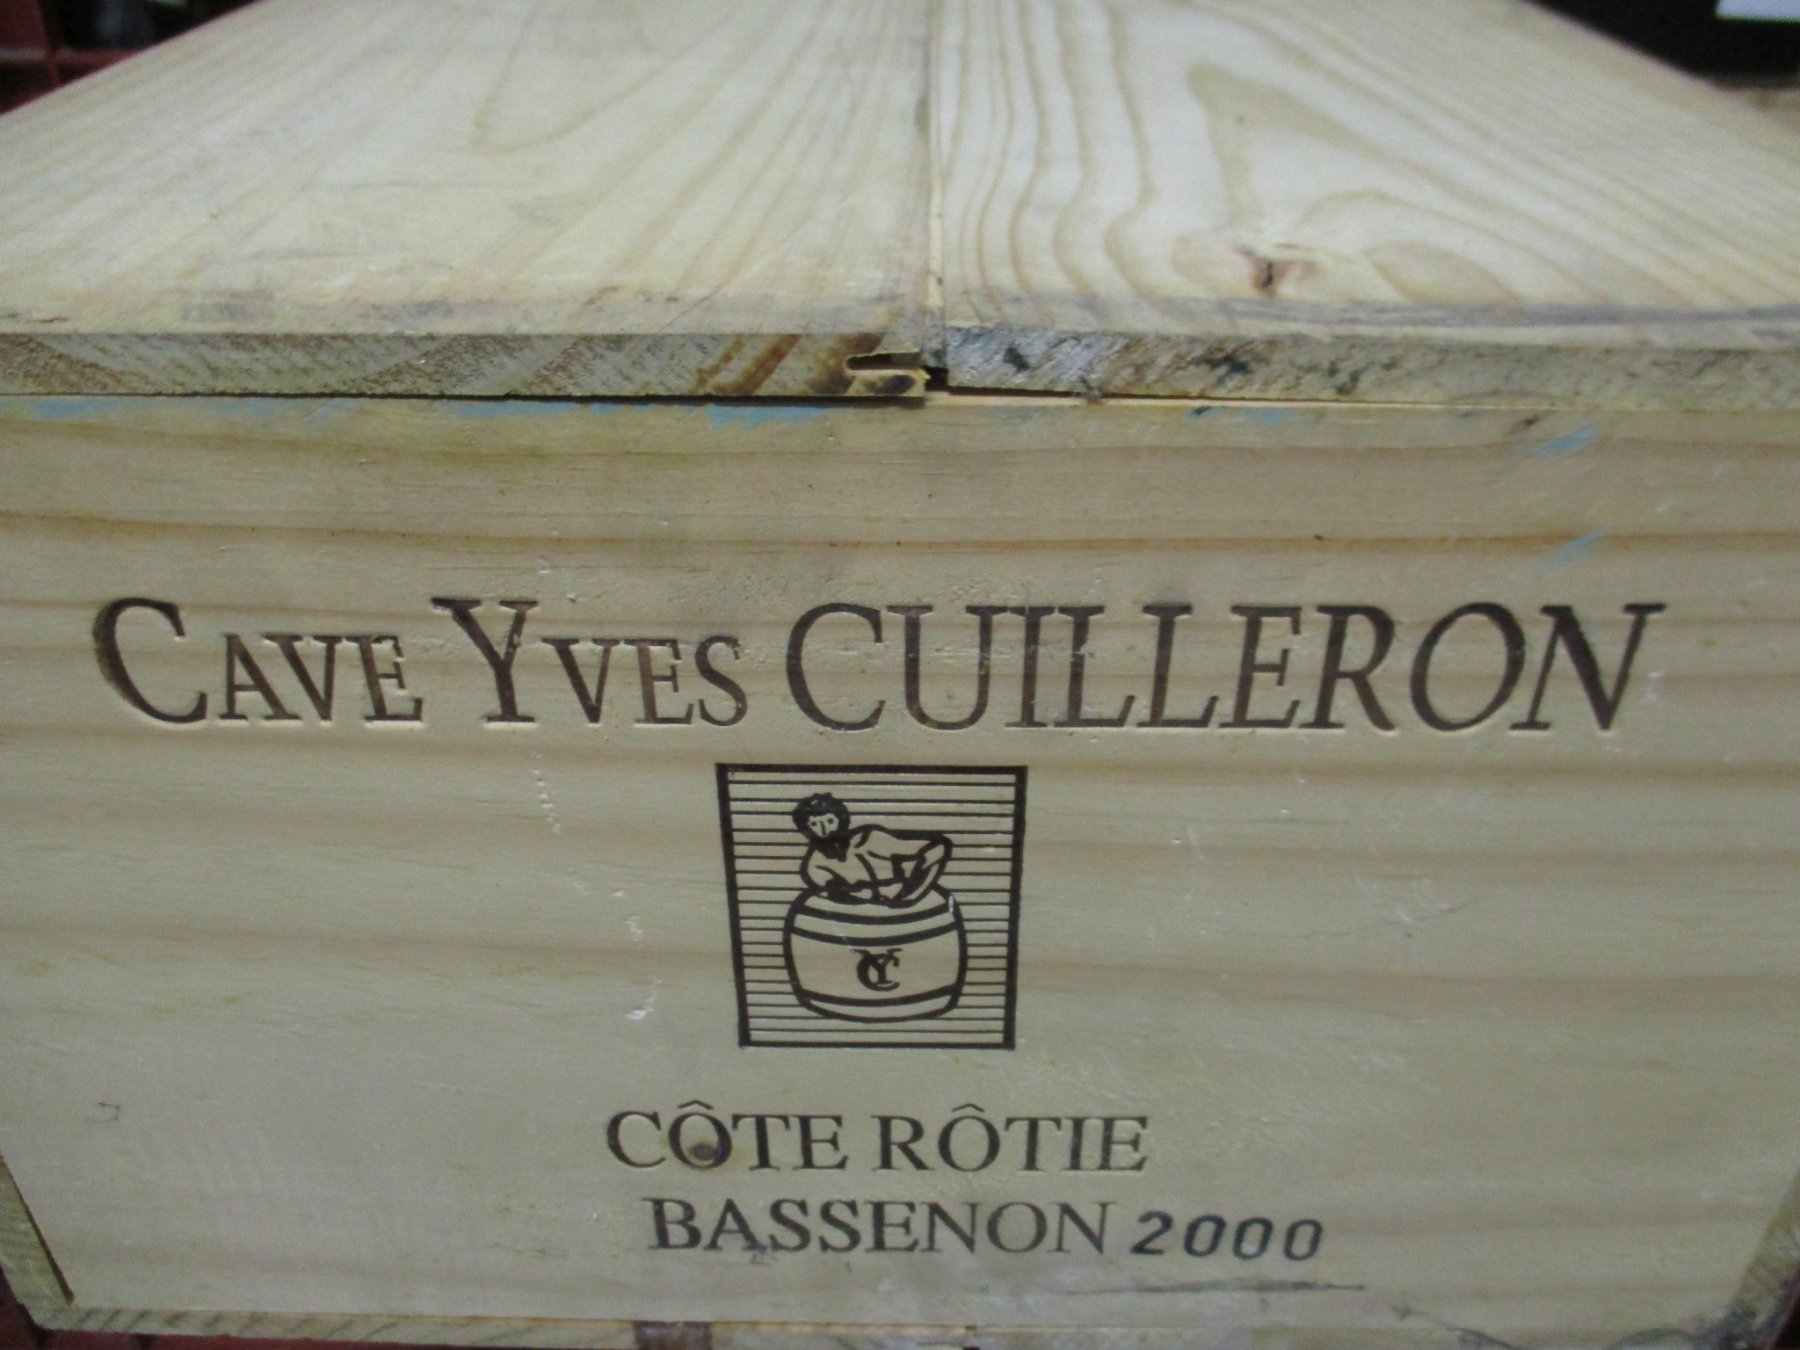 CAVE YVES CUILLERON
YC
CÔTE RÔTIE
BASSENON 2000